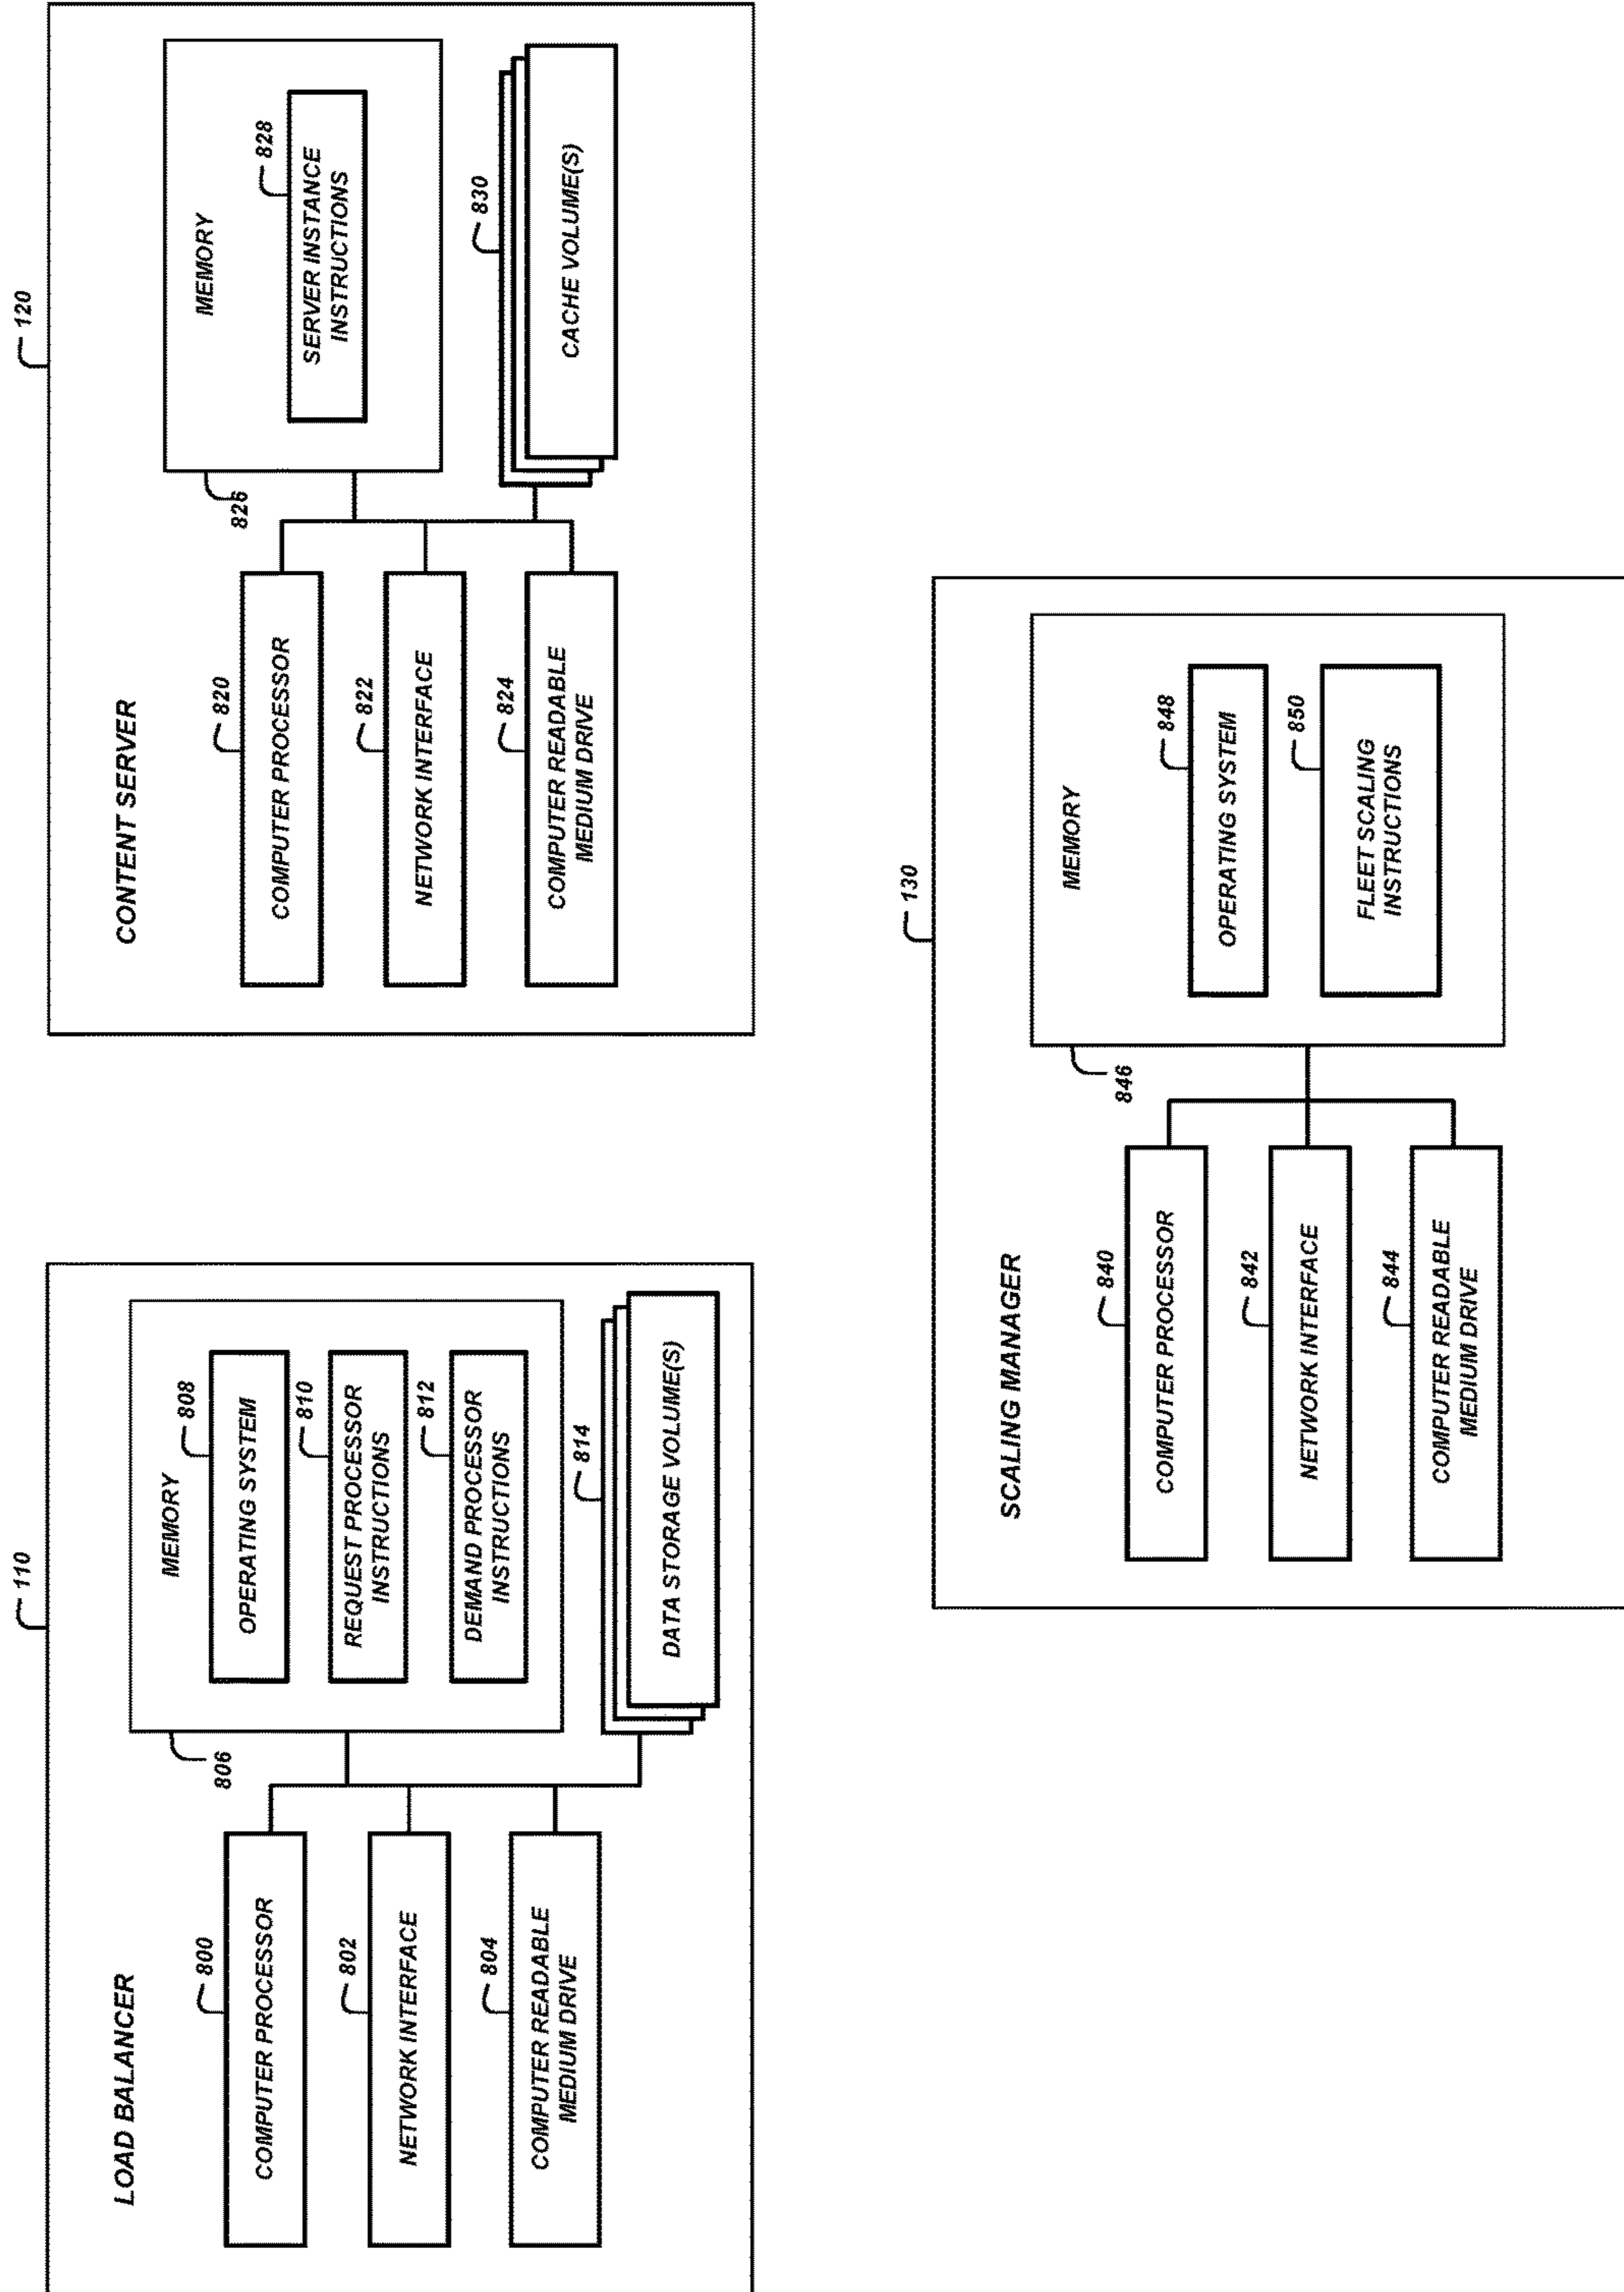 110
LOAD BALANCER
800
COMPUTER PROCESSOR
802
NETWORK INTERFACE
804
COMPUTER READABLE
MEDIUM DRIVE
806
MEMORY
808
OPERATING SYSTEM
810
REQUEST PROCESSOR
INSTRUCTIONS
812
DEMAND PROCESSOR
INSTRUCTIONS
814
DATA STORAGE VOLUME(S)
120
CONTENT SERVER
820
COMPUTER PROCESSOR
822
NETWORK INTERFACE
824
COMPUTER READABLE
MEDIUM DRIVE
826
MEMORY
828
SERVER INSTANCE
INSTRUCTIONS
830
CACHE VOLUME(S)
130
SCALING MANAGER
840
COMPUTER PROCESSOR
842
NETWORK INTERFACE
844
COMPUTER READABLE
MEDIUM DRIVE
846
MEMORY
848
OPERATING SYSTEM
850
FLEET SCALING
INSTRUCTIONS